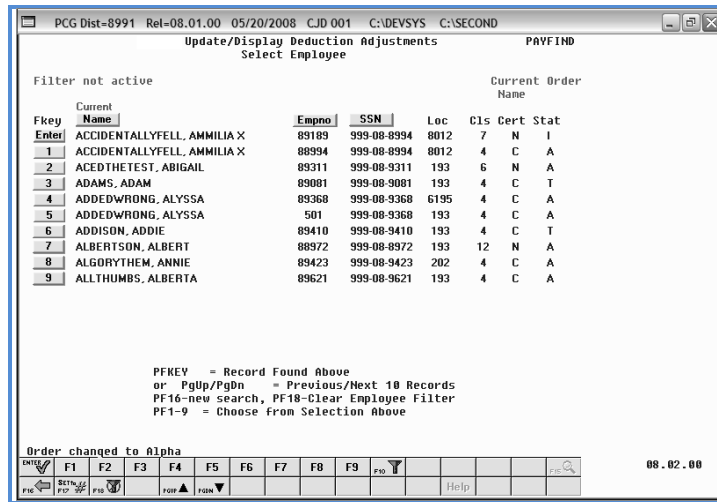 PCG Dist=8991 Rel=08.01.00 05/20/2008 CJD 001 C:\DEVSYS C:\SECOND
Update/Display Deduction Adjustments PAYFIND
Select Employee
Filter not active Current Order
Name
Current
Fkey Name Empno SSN Loc Cls Cert Stat
Enter ACCIDENTALLYFELL, AMMILIA X 89189 999-08-8994 8012 7 N I
1 ACCIDENTALLYFELL, AMMILIA X 88994 999-08-8994 8012 4 C A
2 ACEDTHETEST, ABIGAIL 89311 999-08-9311 193 6 N A
3 ADAMS, ADAM 89081 999-08-9081 193 4 C T
4 ADDEDWRONG, ALYSSA 89368 999-08-9368 6195 4 C A
5 ADDEDWRONG, ALYSSA 501 999-08-9368 193 4 C A
6 ADDISON, ADDIE 89410 999-08-9410 193 4 C T
7 ALBERTSON, ALBERT 88972 999-08-8972 193 12 N A
8 ALGORYTHEM, ANNIE 89423 999-08-9423 202 4 C A
9 ALLTHUMBS, ALBERTA 89621 999-08-9621 193 4 C A
PFKEY = Record Found Above
or PgUp/PgDn = Previous/Next 10 Records
PF16-new search, PF18-Clear Employee Filter
PF1-9 = Choose from Selection Above
Order changed to Alpha
ENTER F1 F2 F3 F4 F5 F6 F7 F8 F9 F10 F15 08.02.00
F16 F17 F18 PGUP PGDN Help